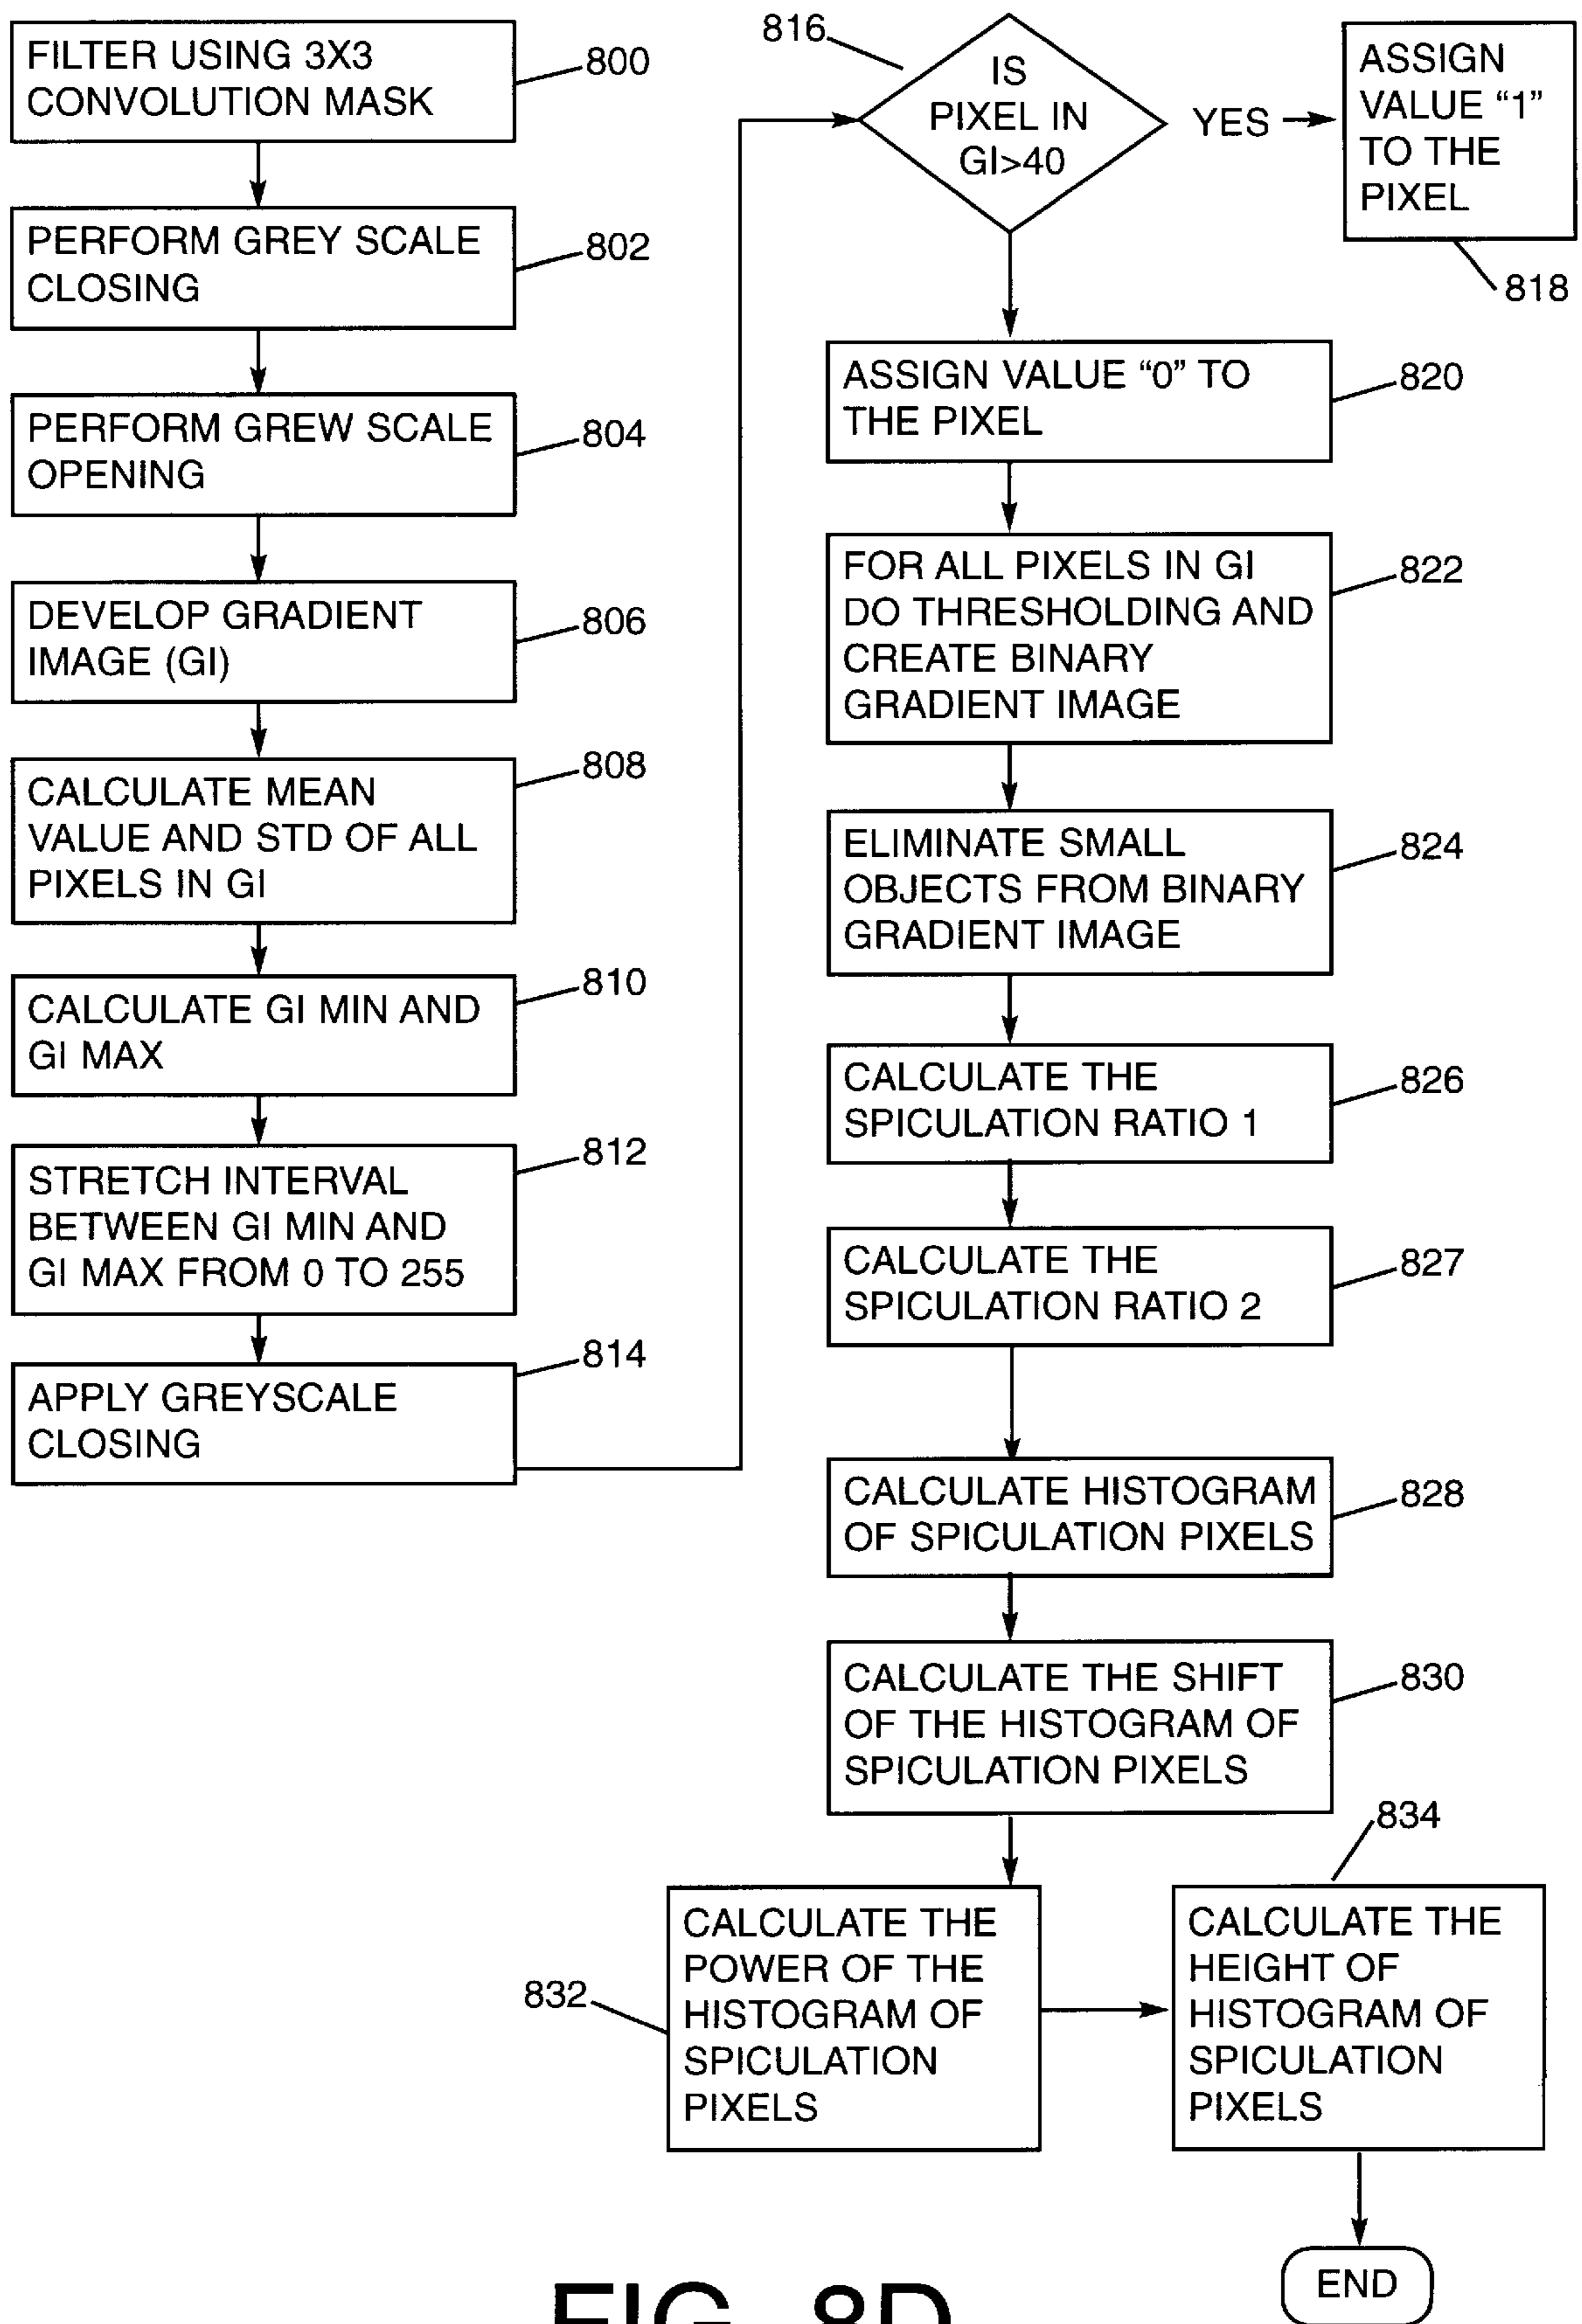 FILTER USING 3X3
CONVOLUTION MASK
800
PERFORM GREY SCALE
CLOSING
802
PERFORM GREW SCALE
OPENING
804
DEVELOP GRADIENT
IMAGE (GI)
806
CALCULATE MEAN
VALUE AND STD OF ALL
PIXELS IN GI
808
CALCULATE GI MIN AND
GI MAX
810
STRETCH INTERVAL
BETWEEN GI MIN AND
GI MAX FROM 0 TO 255
812
APPLY GREYSCALE
CLOSING
814
816
IS
PIXEL IN
GI>40
YES
ASSIGN
VALUE “1”
TO THE
PIXEL
818
ASSIGN VALUE “0” TO
THE PIXEL
820
FOR ALL PIXELS IN GI
DO THRESHOLDING AND
CREATE BINARY
GRADIENT IMAGE
822
ELIMINATE SMALL
OBJECTS FROM BINARY
GRADIENT IMAGE
824
CALCULATE THE
SPICULATION RATIO 1
826
CALCULATE THE
SPICULATION RATIO 2
827
CALCULATE HISTOGRAM
OF SPICULATION PIXELS
828
CALCULATE THE SHIFT
OF THE HISTOGRAM OF
SPICULATION PIXELS
830
832
CALCULATE THE
POWER OF THE
HISTOGRAM OF
SPICULATION
PIXELS
834
CALCULATE THE
HEIGHT OF
HISTOGRAM OF
SPICULATION
PIXELS
END
FIG. 8D